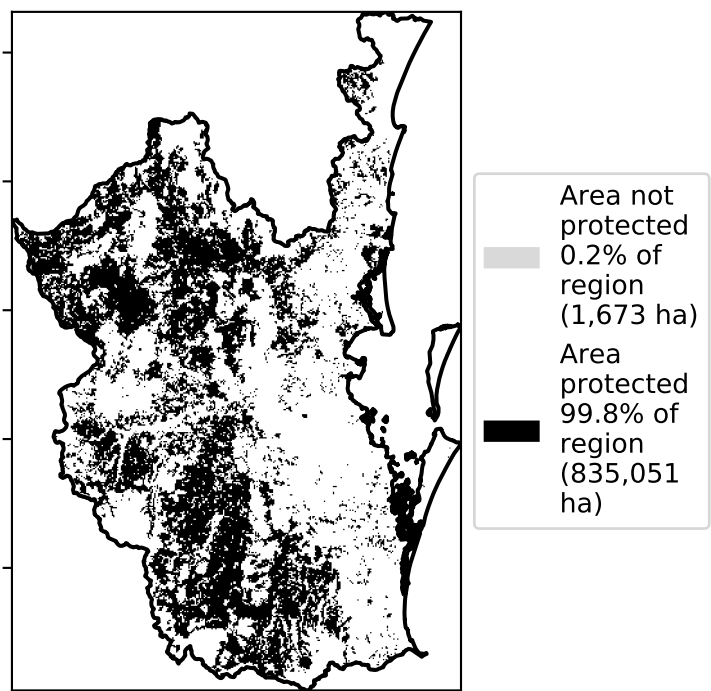 Area not
protected
0.2% of
region
(1,673 ha)
Area
protected
99.8% of
region
(835,051
ha)